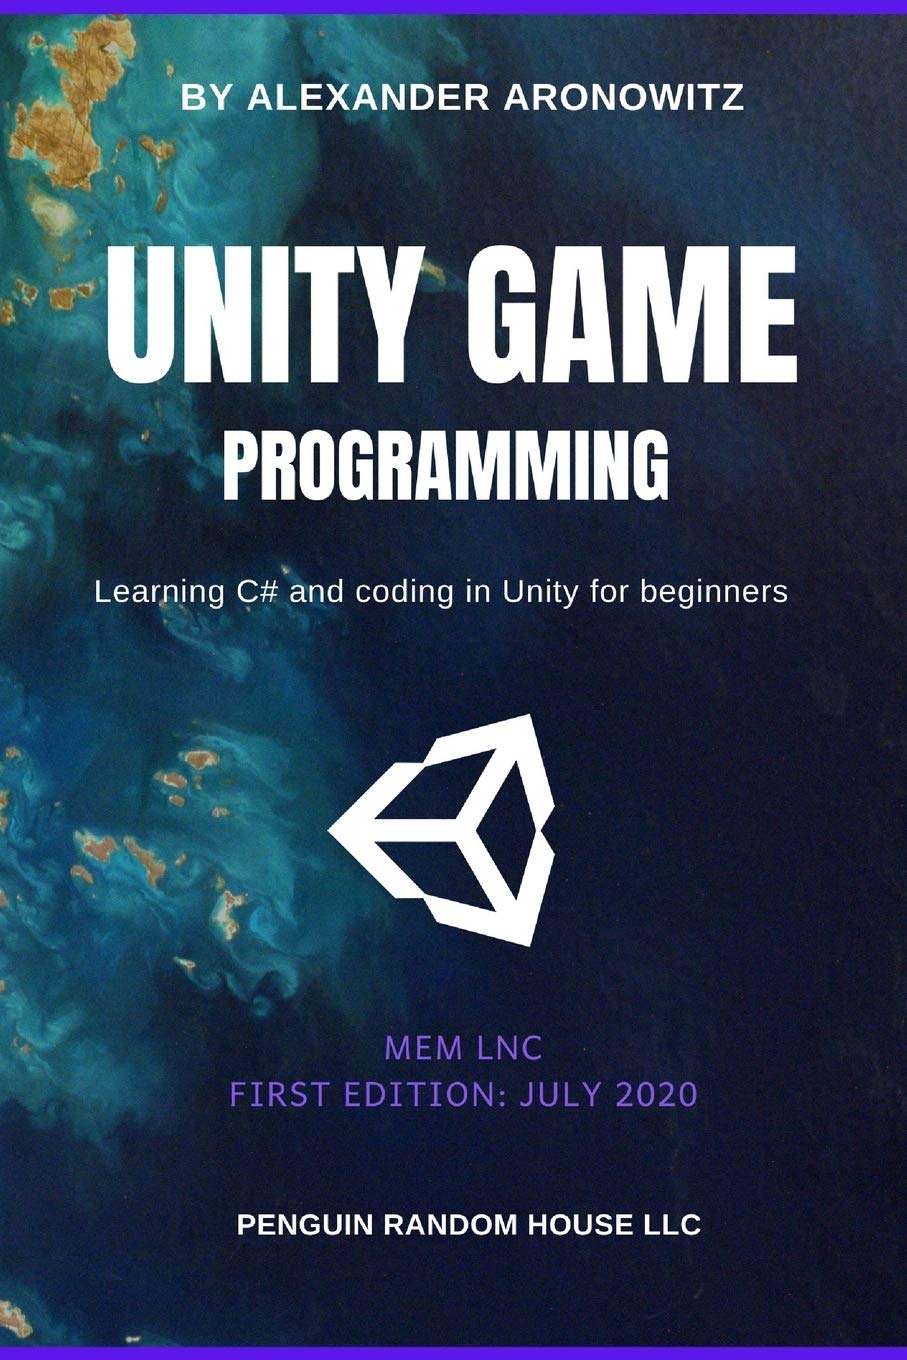 BY ALEXANDER ARONOWITZ
UNITY GAME
PROGRAMMING
Learning C# and coding in Unity for beginners
MEM LNC
FIRST EDITION: JULY 2020
PENGUIN RANDOM HOUSE LLC